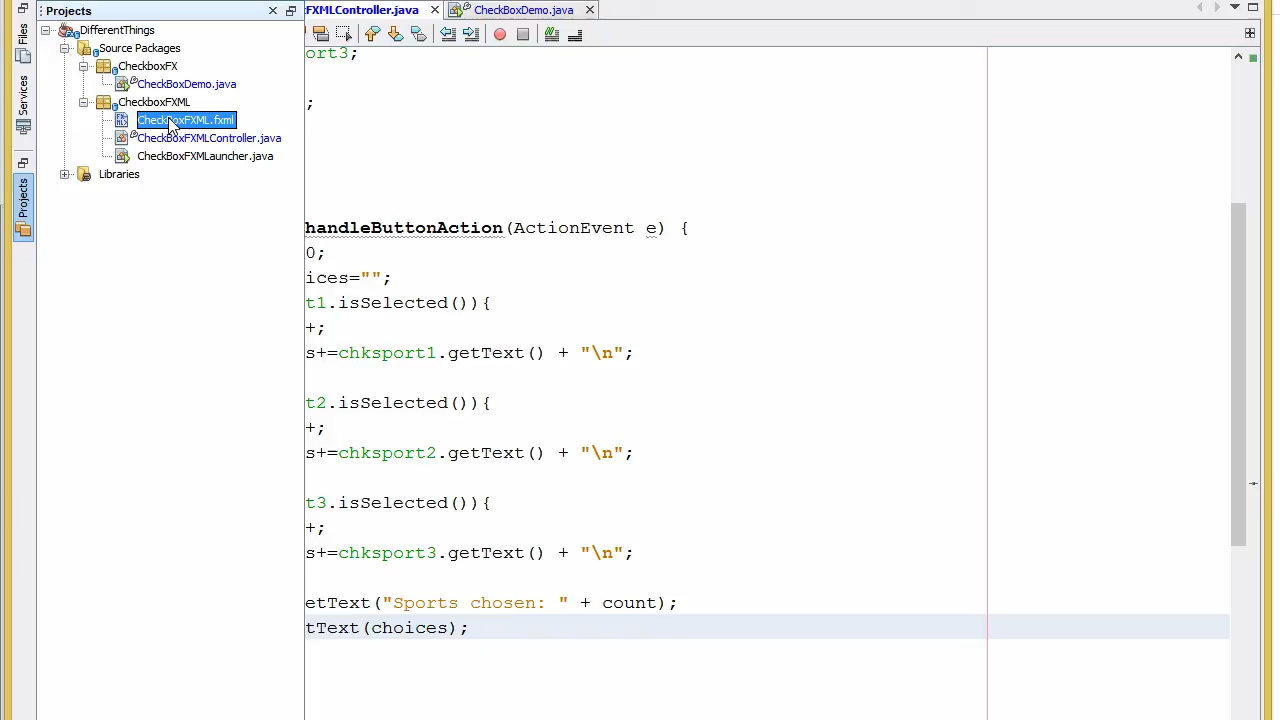 Projects
FXMLController.java
CheckBoxDemo.java
Files
Services
Projects
DifferentThings
Source Packages
CheckboxFX
CheckBoxDemo.java
CheckboxFXML
CheckBoxFXML.fxml
CheckBoxFXMLController.java
CheckBoxFXMLauncher.java
Libraries
ort3;
;
handleButtonAction(ActionEvent e) {
0;
ices="";
t1.isSelected()){
+;
s+=chksport1.getText() + "\n";
t2.isSelected()){
+;
s+=chksport2.getText() + "\n";
t3.isSelected()){
+;
s+=chksport3.getText() + "\n";
etText("Sports chosen: " + count);
tText(choices);